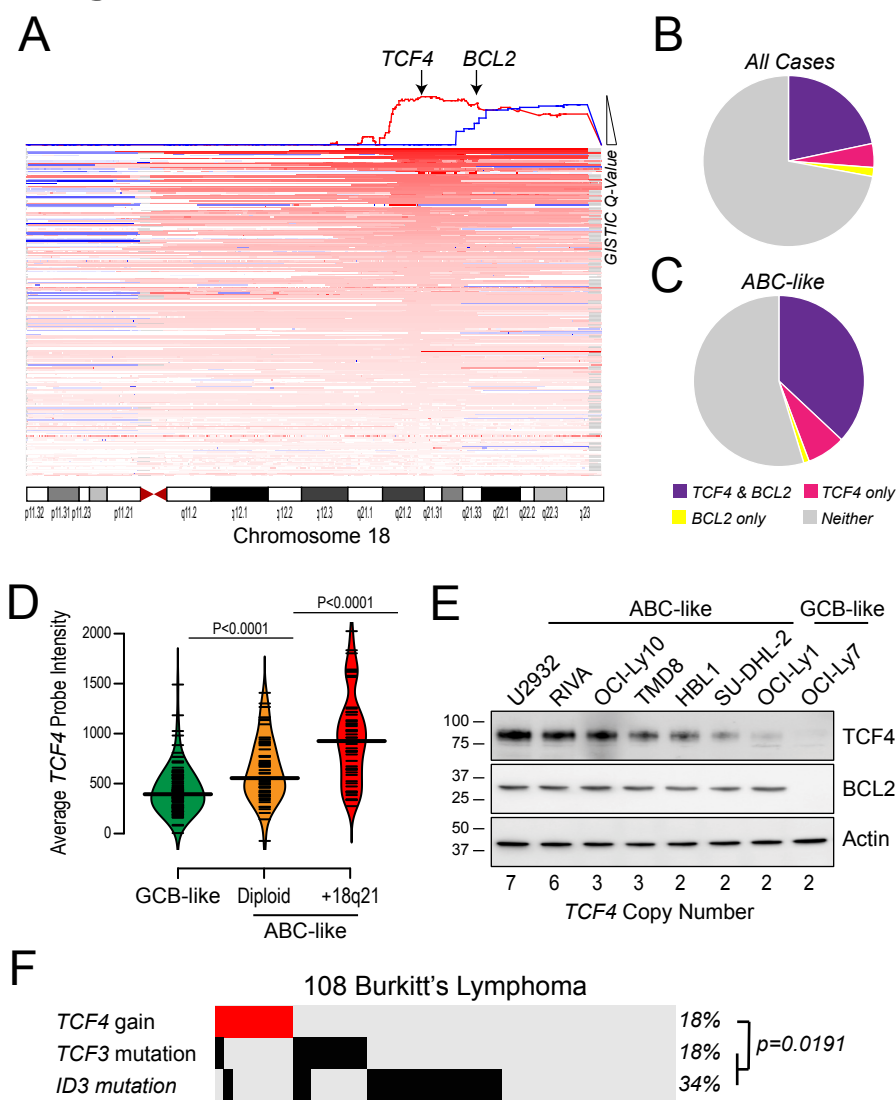 A
TCF4
BCL2
GISTIC Q-Value
p11.32
p11.31
p11.23
p11.21
q11.2
q12.1
q12.3
q21.1
q21.2
q21.31
q21.33
q22.1
q22.2
q22.3
Chromosome 18
B
All Cases
C
ABC-like
TCF4 & BCL2
TCF4 only
BCL2 only
Neither
D
P<0.0001
P<0.0001
Average TCF4 Probe Intensity
2000
1500
1000
500
0
GCB-like
Diploid
+18q21
ABC-like
E
ABC-like
GCB-like
U2932
RIVA
OCI-Ly10
TMD8
HBL1
SU-DHL-2
OCI-Ly1
OCI-Ly7
100
75
TCF4
37
25
BCL2
50
37
Actin
7 6 3 3 2 2 2 2
TCF4 Copy Number
F
108 Burkitt's Lymphoma
TCF4 gain
18%
TCF3 mutation
18%
ID3 mutation
34%
p=0.0191